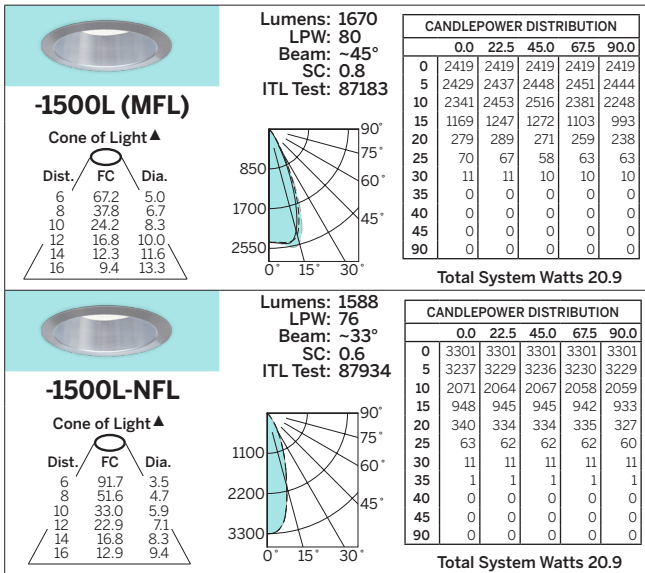 Lumens: 1670
LPW: 80
Beam: ~45°
SC: 0.8
ITL Test: 87183
-1500L (MFL)
Cone of Light▲
Dist. FC Dia.
6 67.2 5.0
8 37.8 6.7
10 24.2 8.3
12 16.8 10.0
14 12.3 11.6
16 9.4 13.3
90°
75°
60°
45°
850
1700
2550
0° 15° 30°
CANDLEPOWER DISTRIBUTION
0.0 22.5 45.0 67.5 90.0
0 2419 2419 2419 2419 2419
5 2429 2437 2448 2451 2444
10 2341 2453 2516 2381 2248
15 1169 1247 1272 1103 993
20 279 289 271 259 238
25 70 67 58 63 63
30 11 11 10 10 10
35 0 0 0 0 0
40 0 0 0 0 0
45 0 0 0 0 0
90 0 0 0 0 0
Total System Watts 20.9
Lumens: 1588
LPW: 76
Beam: ~33°
SC: 0.6
ITL Test: 87934
-1500L-NFL
Cone of Light▲
Dist. FC Dia.
6 91.7 3.5
8 51.6 4.7
10 33.0 5.9
12 22.9 7.1
14 16.8 8.3
16 12.9 9.4
90°
75°
60°
45°
1100
2200
3300
0° 15° 30°
CANDLEPOWER DISTRIBUTION
0.0 22.5 45.0 67.5 90.0
0 3301 3301 3301 3301 3301
5 3237 3229 3236 3230 3229
10 2071 2064 2067 2058 2059
15 948 945 945 942 933
20 340 334 334 335 327
25 63 62 62 62 60
30 11 11 11 11 11
35 1 1 1 1 1
40 0 0 0 0 0
45 0 0 0 0 0
90 0 0 0 0 0
Total System Watts 20.9